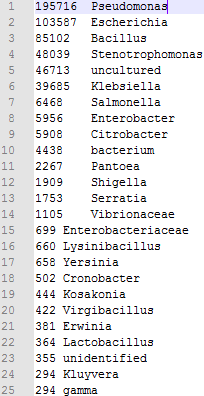 1 195716 Pseudomonas
2 103587 Escherichia
3 85102 Bacillus
4 48039 Stenotrophomonas
5 46713 uncultured
6 39685 Klebsiella
7 6468 Salmonella
8 5956 Enterobacter
9 5908 Citrobacter
10 4438 bacterium
11 2267 Pantoea
12 1909 Shigella
13 1753 Serratia
14 1105 Vibrionaceae
15 699 Enterobacteriaceae
16 660 Lysinibacillus
17 658 Yersinia
18 502 Cronobacter
19 444 Kosakonia
20 422 Virgibacillus
21 381 Erwinia
22 364 Lactobacillus
23 355 unidentified
24 294 Kluyvera
25 294 gamma